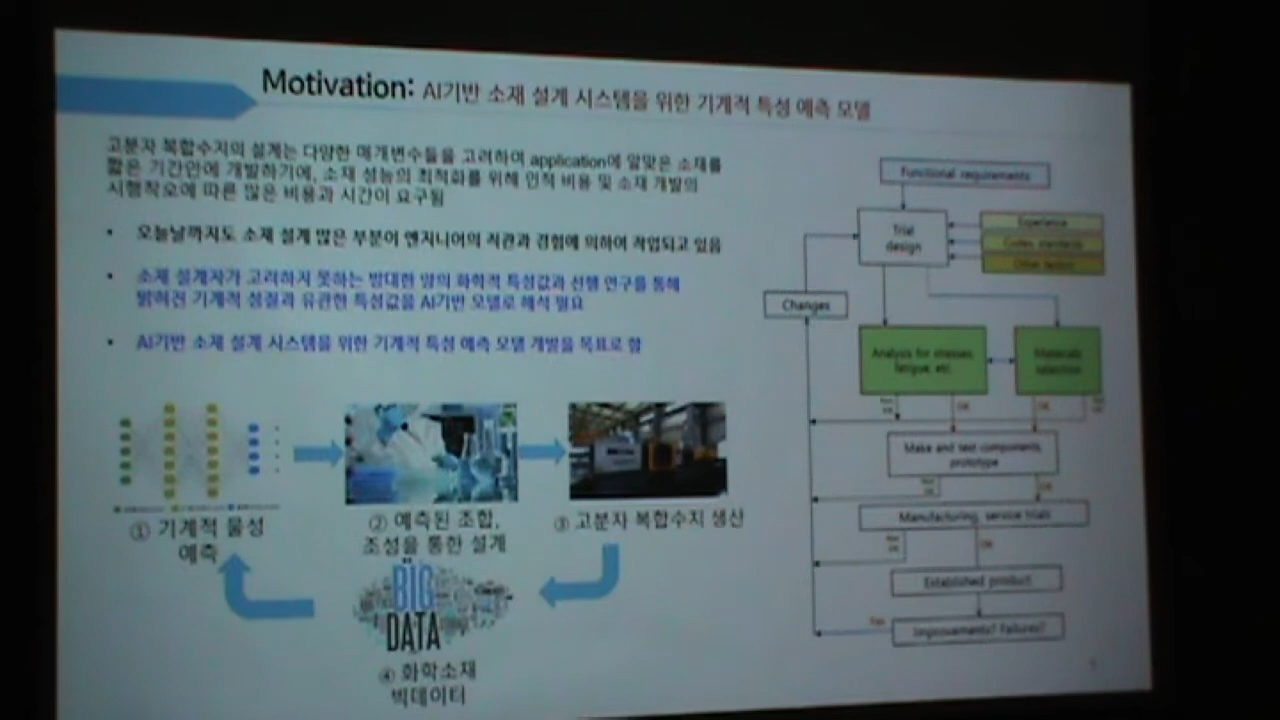 Motivation: AI기반 소재 설계 시스템을 위한 기계적 특성 예측 모델
고분자 복합수지의 설계는 다양한 매개변수들을 고려하며 application에 알맞은 소재를
짧은 기간안에 개발하기에, 소재 성능의 최적화를 위해 인적 비용 및 소재 개발의
시행착오에 따른 많은 비용과 시간이 요구됨
• 오늘날까지도 소재 설계 많은 부분이 엔지니어의 직관과 경험에 의하여 작업되고 있음
• 소재 설계자가 고려하지 못하는 방대한 양의 화학적 특성값과 선행 연구를 통해
밝혀진 기계적 성질과 유관한 특성값을 AI기반 모델로 해석 필요
• AI기반 소재 설계 시스템을 위한 기계적 특성 예측 모델 개발을 목표로 함
① 기계적 물성
예측
② 예측된 조합,
조성을 통한 설계
③ 고분자 복합수지 생산
BIG
DATA
④ 화학소재
빅데이터
Functional requirements
Trial
design
Experience
Codes, standards
Other factors
Changes
Analysis for stresses,
fatigue, etc
Materials
selection
Not
OK
OK
OK
Make and test components,
prototype
Not
OK
OK
Manufacturing, service trials
Not
OK
OK
Established product
Yes
Improvements? Failures?